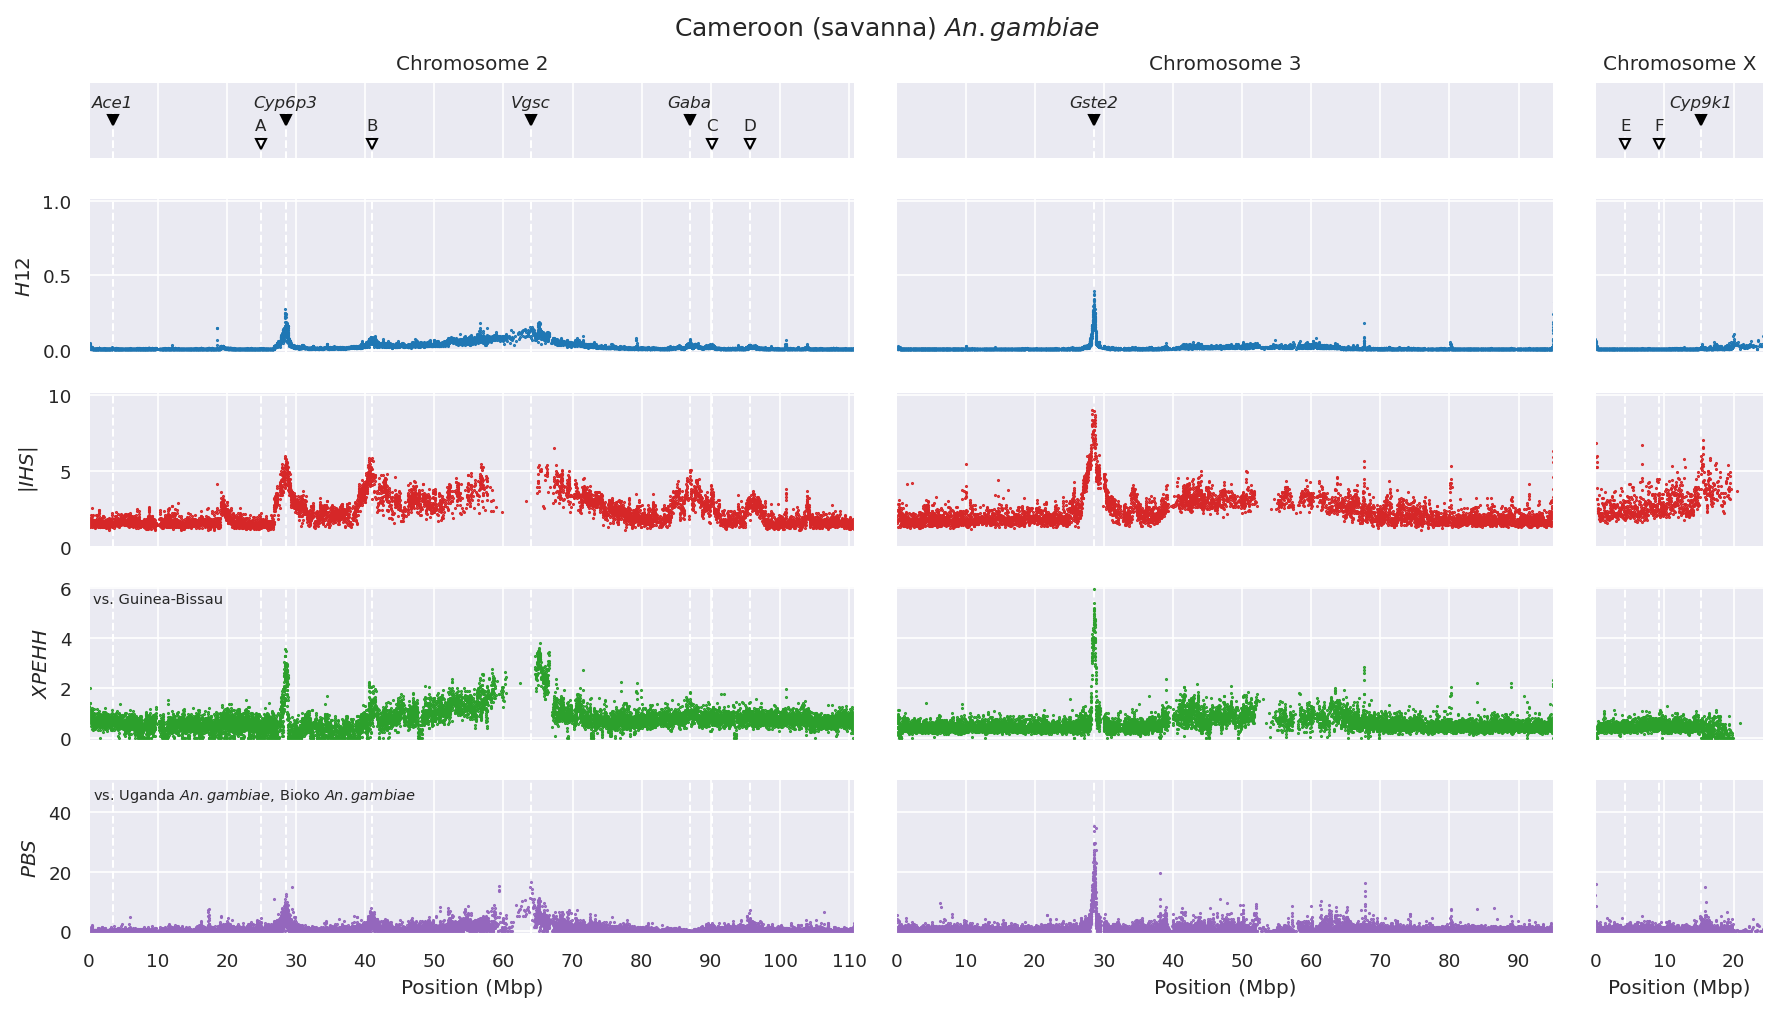 Cameroon (savanna) An. gambiae
Chromosome 2 Chromosome 3 Chromosome X
Ace1 Cyp6p3 Vgsc Gaba Gste2 Cyp9k1
A B C D E F
H12
1.0
0.5
0.0
|IHS|
10
5
0
XPEHH
vs. Guinea-Bissau
6
4
2
0
PBS
vs. Uganda An. gambiae, Bioko An. gambiae
40
20
0
0 10 20 30 40 50 60 70 80 90 100 110 0 10 20 30 40 50 60 70 80 90 0 10 20
Position (Mbp) Position (Mbp) Position (Mbp)